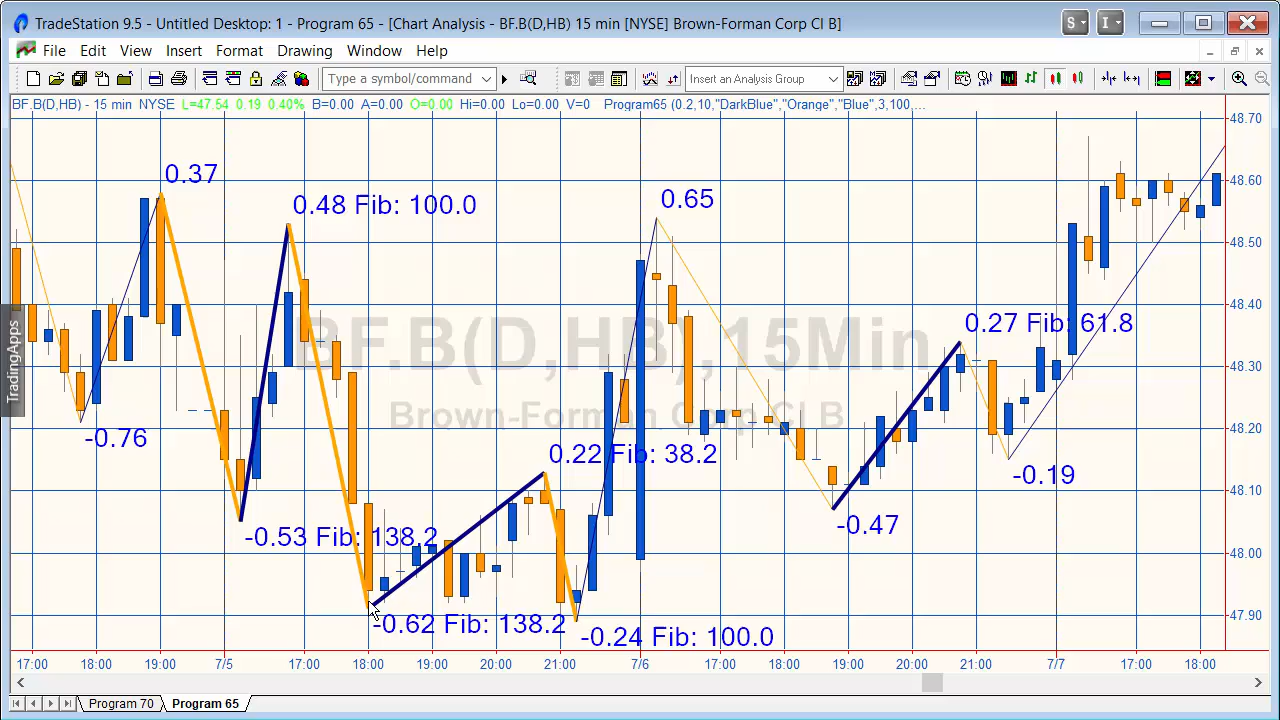 TradeStation 9.5 - Untitled Desktop: 1 - Program 65 - [Chart Analysis - BF.B(D,HB) 15 min [NYSE] Brown-Forman Corp Cl B]
S I
File Edit View Insert Format Drawing Window Help
Type a symbol/command Insert an Analysis Group
BF.B(D,HB) - 15 min NYSE L=47.54 0.19 0.40% B=0.00 A=0.00 O=0.00 Hi=0.00 Lo=0.00 V=0 Program65 (0.2,10,"DarkBlue","Orange","Blue",3,100,...
48.70
0.37
48.60
0.65
0.48 Fib: 100.0
48.50
48.40
0.27 Fib: 61.8
BF.B(D,HB),15Min
TradingApps
48.30
Brown-Forman Corp Cl B
-0.76
48.20
0.22 Fib: 38.2
-0.19
48.10
-0.47
-0.53 Fib: 138.2
48.00
47.90
-0.62 Fib: 138.2
-0.24 Fib: 100.0
17:00 18:00 19:00 7/5 17:00 18:00 19:00 20:00 21:00 7/6 17:00 18:00 19:00 20:00 21:00 7/7 17:00 18:00
Program 70 Program 65